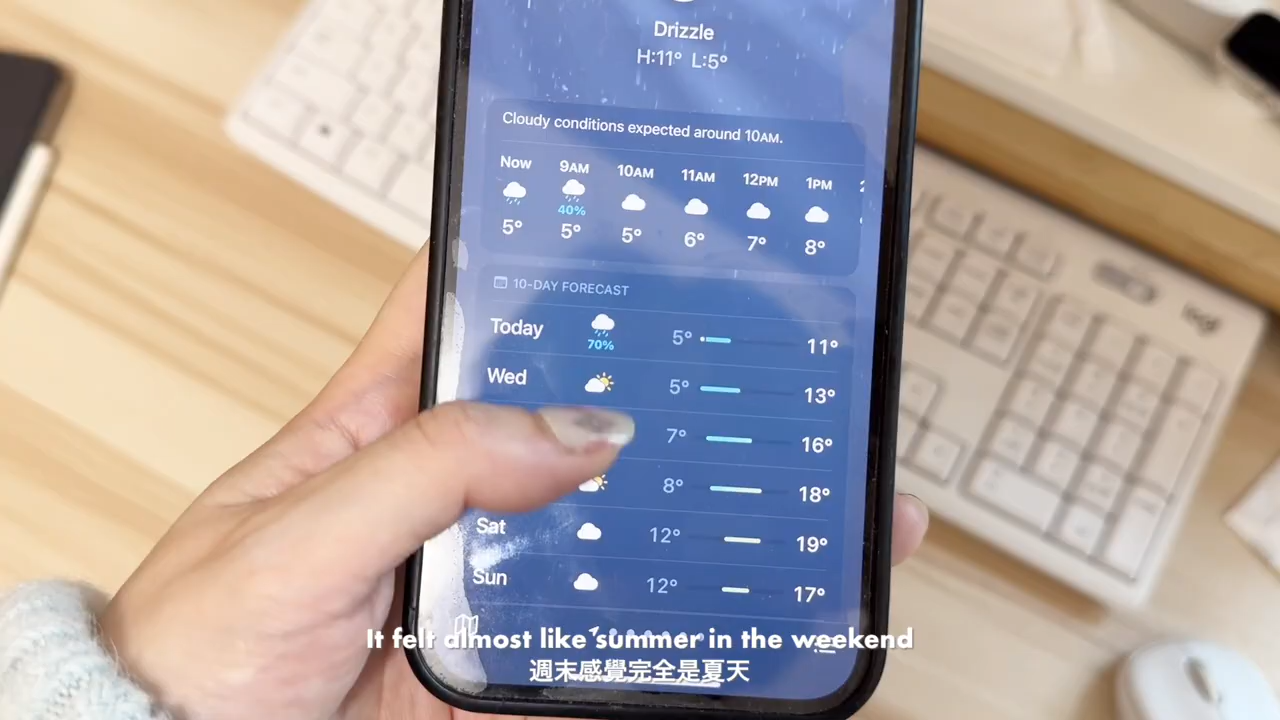 Drizzle
H:11° L:5°
Cloudy conditions expected around 10AM.
Now 9AM 10AM 11AM 12PM 1PM
40%
5° 5° 5° 6° 7° 8°
10-DAY FORECAST
Today 70% 5° 11°
Wed 5° 13°
7° 16°
8° 18°
Sat 12° 19°
Sun 12° 17°
It felt almost like summer in the weekend
週末感覺完全是夏天
logi